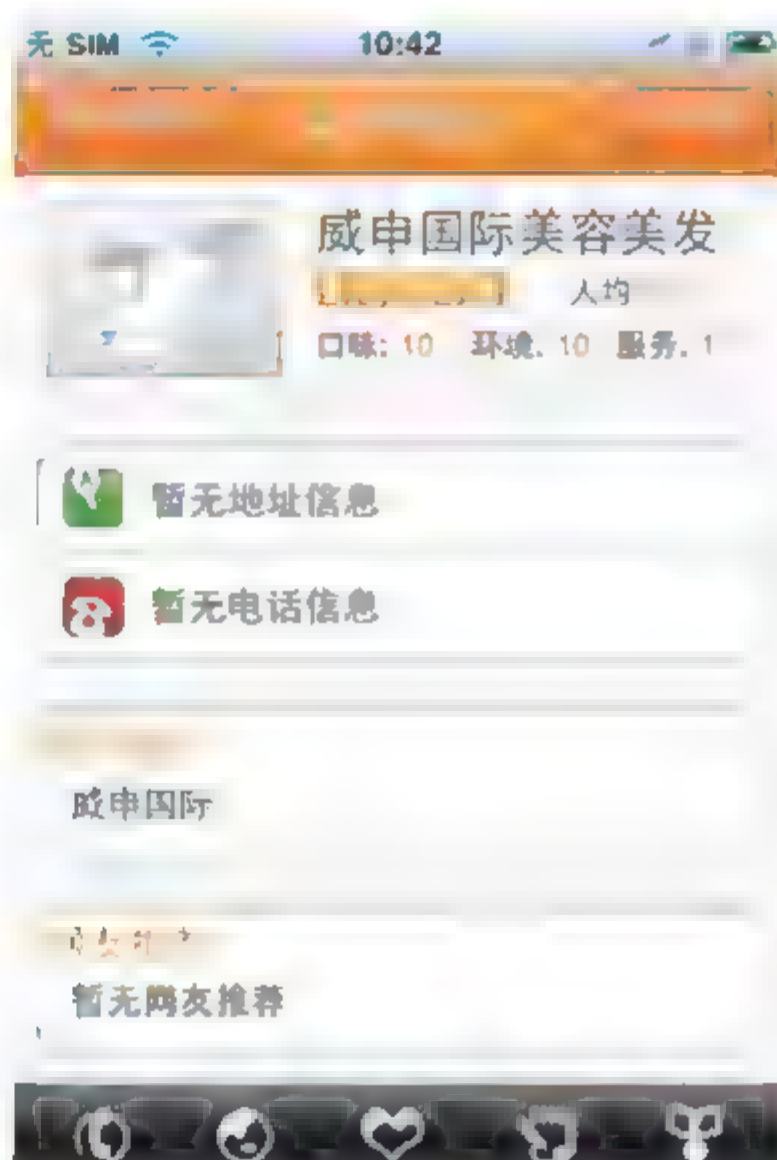 无 SIM 10:42
威申国际美容美发
人均
口味: 10 环境. 10 服务. 1
暂无地址信息
暂无电话信息
威申国际
暂无网友推荐